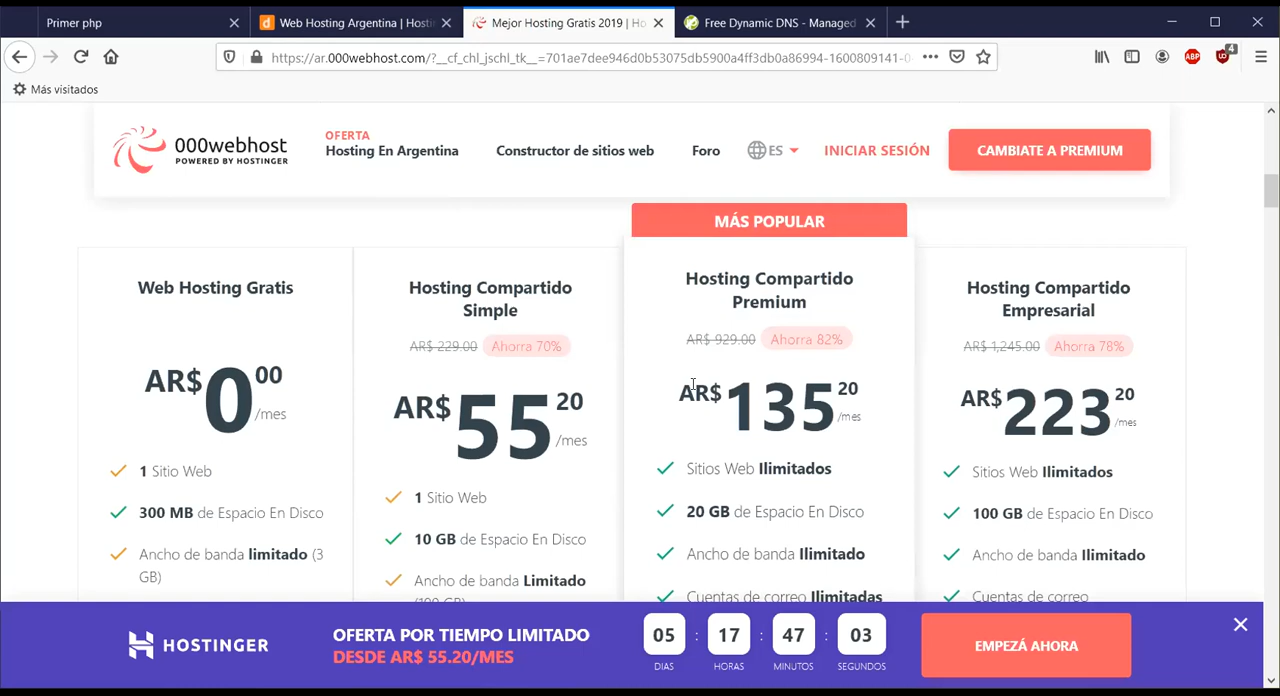 Primer php
Web Hosting Argentina | Hostin
Mejor Hosting Gratis 2019 | Ho
Free Dynamic DNS - Managed
https://ar.000webhost.com/?__cf_chl_jschl_tk__=701ae7dee946d0b53075db5900a4ff3db0a86994-1600809141-0
ABP
4
Más visitados
000webhost
POWERED BY HOSTINGER
OFERTA
Hosting En Argentina
Constructor de sitios web
Foro
ES
INICIAR SESIÓN
CAMBIATE A PREMIUM
MÁS POPULAR
Web Hosting Gratis
AR$ 0 00
/mes
1 Sitio Web
300 MB de Espacio En Disco
Ancho de banda limitado (3
GB)
Hosting Compartido
Simple
AR$ 229.00 Ahorra 70%
AR$ 55 20
/mes
1 Sitio Web
10 GB de Espacio En Disco
Ancho de banda Limitado
Hosting Compartido
Premium
AR$ 929.00 Ahorra 82%
AR$ 135 20
/mes
Sitios Web Ilimitados
20 GB de Espacio En Disco
Ancho de banda Ilimitado
Cuentas de correo Ilimitadas
Hosting Compartido
Empresarial
AR$ 1,245.00 Ahorra 78%
AR$ 223 20
/mes
Sitios Web Ilimitados
100 GB de Espacio En Disco
Ancho de banda Ilimitado
Cuentas de correo
HOSTINGER
OFERTA POR TIEMPO LIMITADO
DESDE AR$ 55.20/MES
05 : 17 : 47 : 03
DIAS HORAS MINUTOS SEGUNDOS
EMPEZÁ AHORA